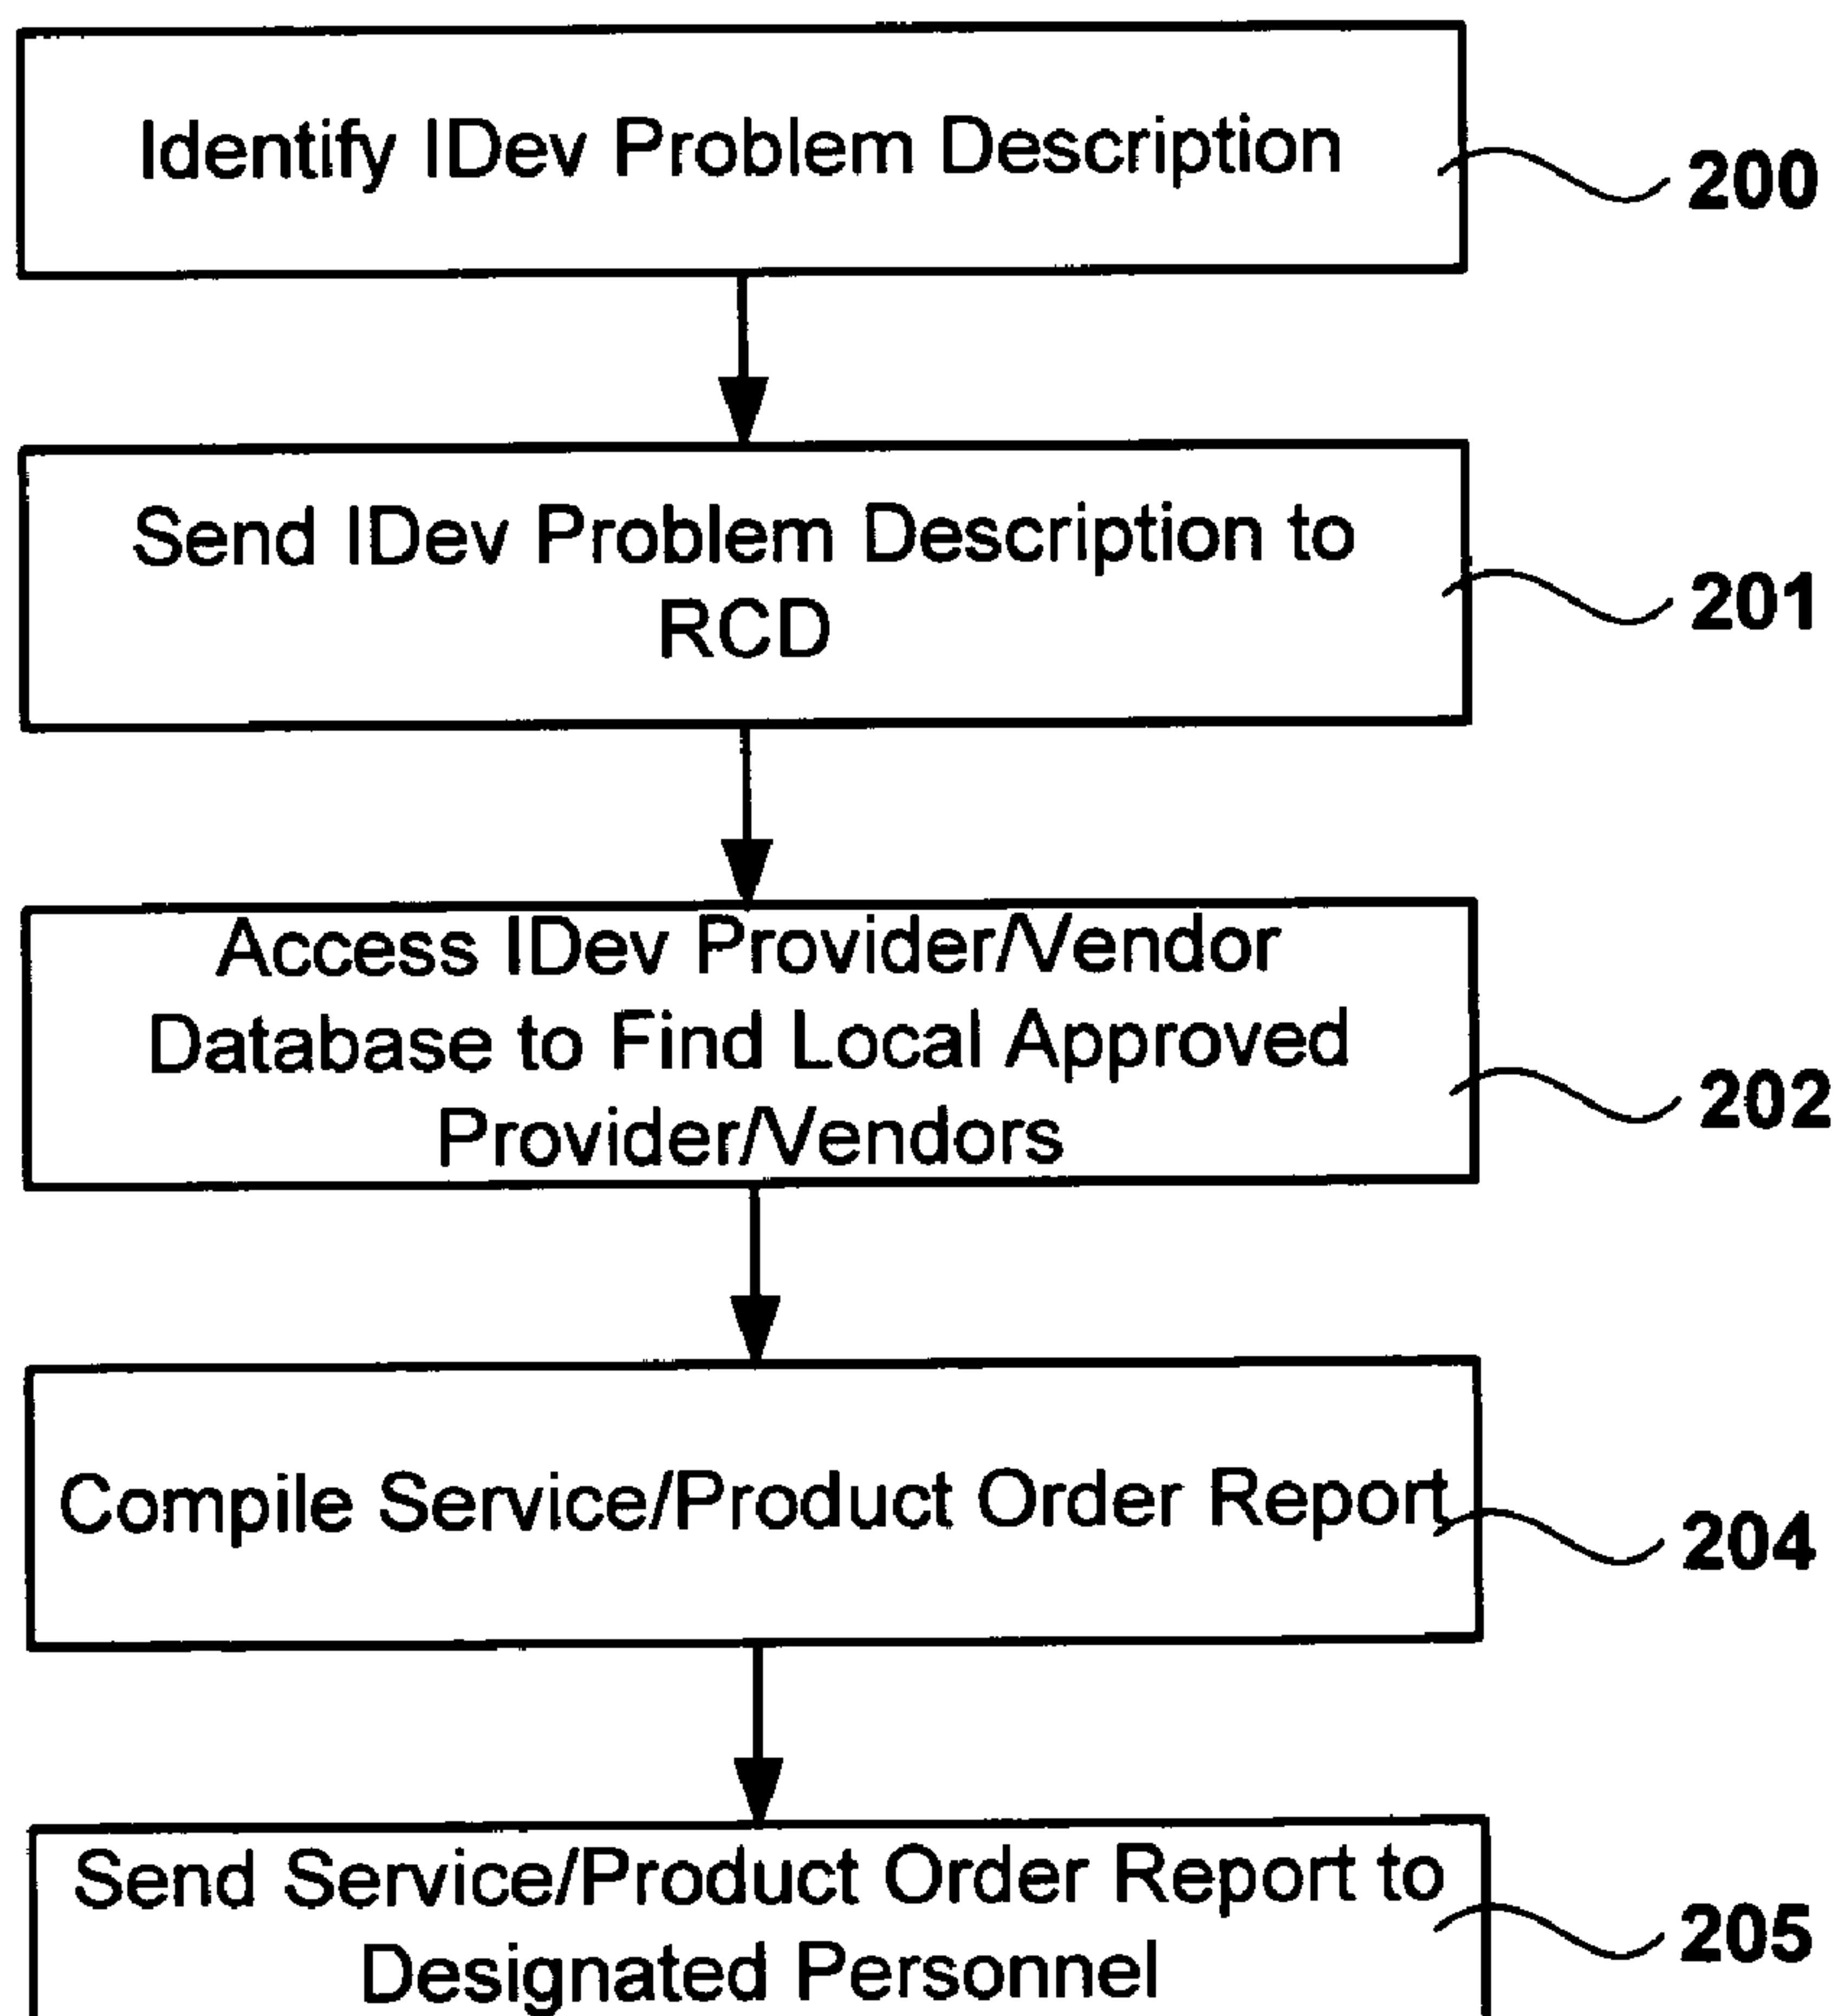 Identify IDev Problem Description
200
Send IDev Problem Description to
RCD
201
Access IDev Provider/Vendor
Database to Find Local Approved
Provider/Vendors
202
Compile Service/Product Order Report
204
Send Service/Product Order Report to
Designated Personnel
205